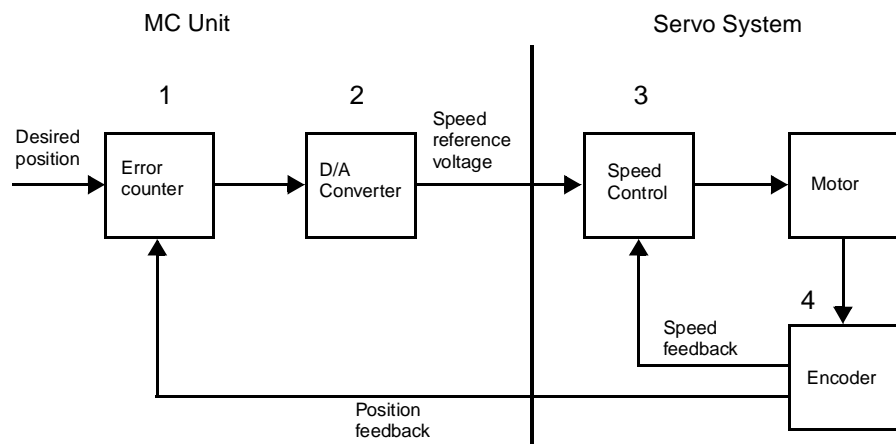 MC Unit
Servo System
1
2
3
Desired
position
Error
counter
D/A
Converter
Speed
reference
voltage
Speed
Control
Motor
4
Speed
feedback
Encoder
Position
feedback